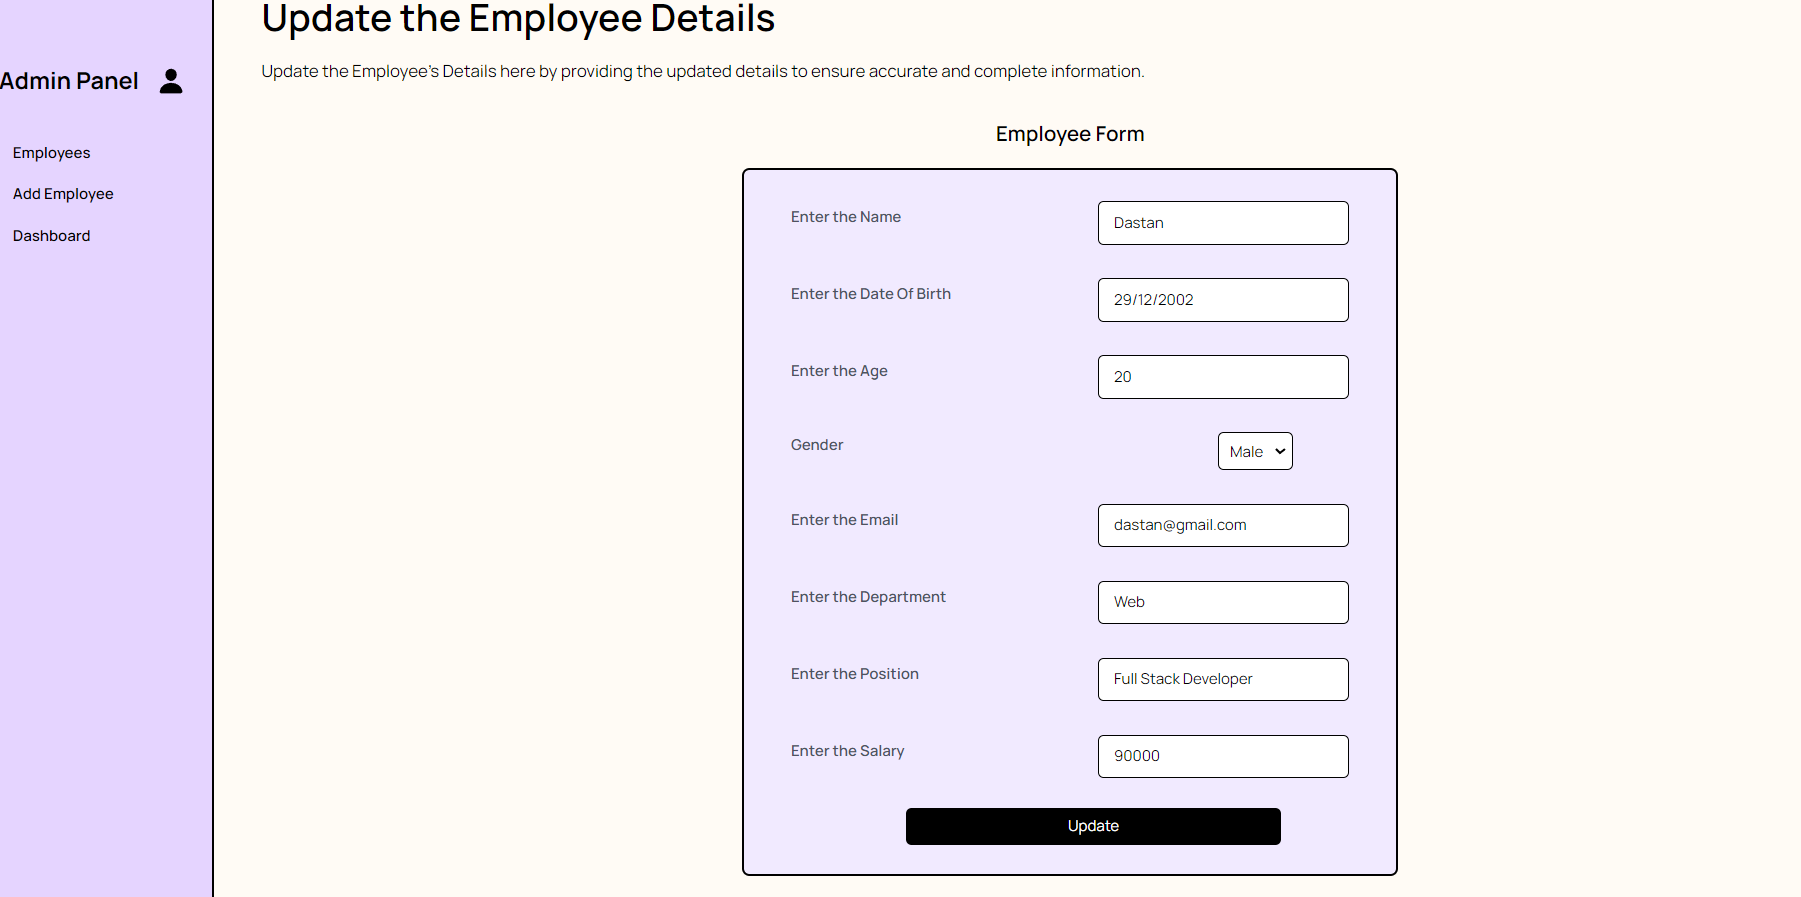 Update the Employee Details
Update the Employee's Details here by providing the updated details to ensure accurate and complete information.
Admin Panel
Employees
Add Employee
Dashboard
Employee Form
Enter the Name
Dastan
Enter the Date Of Birth
29/12/2002
Enter the Age
20
Gender
Male
Enter the Email
dastan@gmail.com
Enter the Department
Web
Enter the Position
Full Stack Developer
Enter the Salary
90000
Update